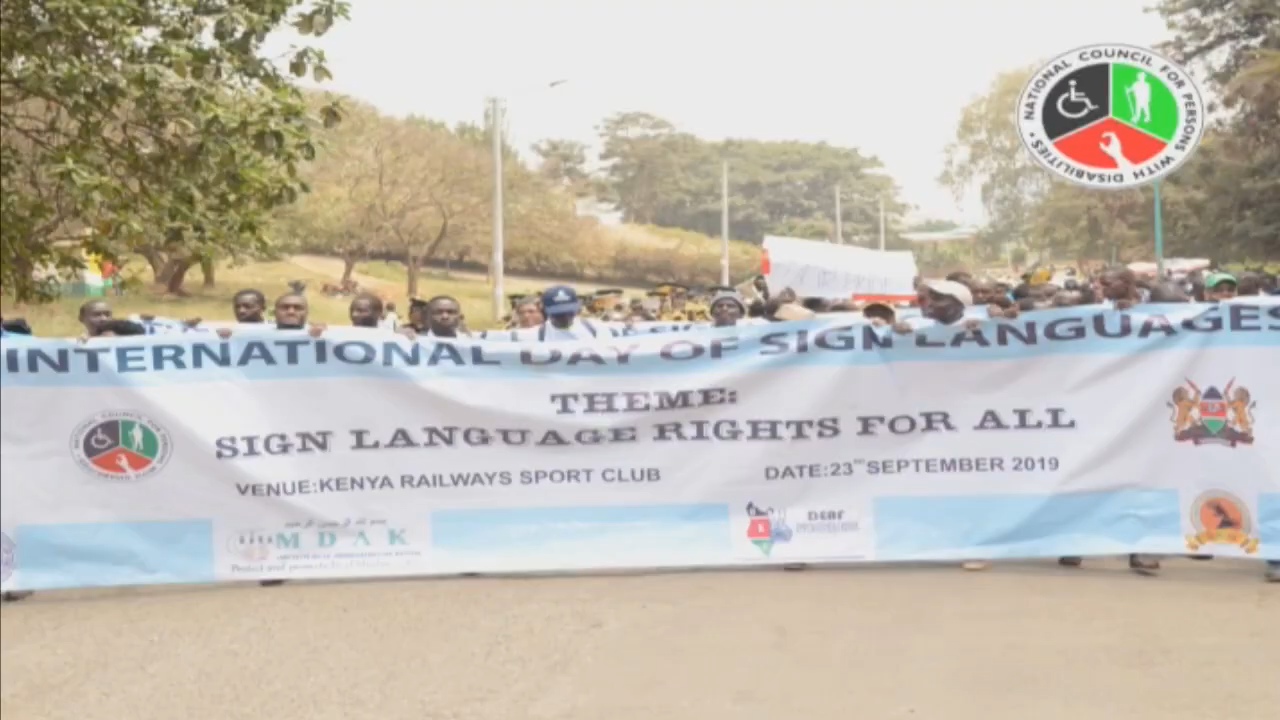 NATIONAL COUNCIL FOR PERSONS WITH DISABILITIES
INTERNATIONAL DAY OF SIGN LANGUAGES
THEME:
SIGN LANGUAGE RIGHTS FOR ALL
VENUE:KENYA RAILWAYS SPORT CLUB
DATE:23RD SEPTEMBER 2019
MDAK
DEAF